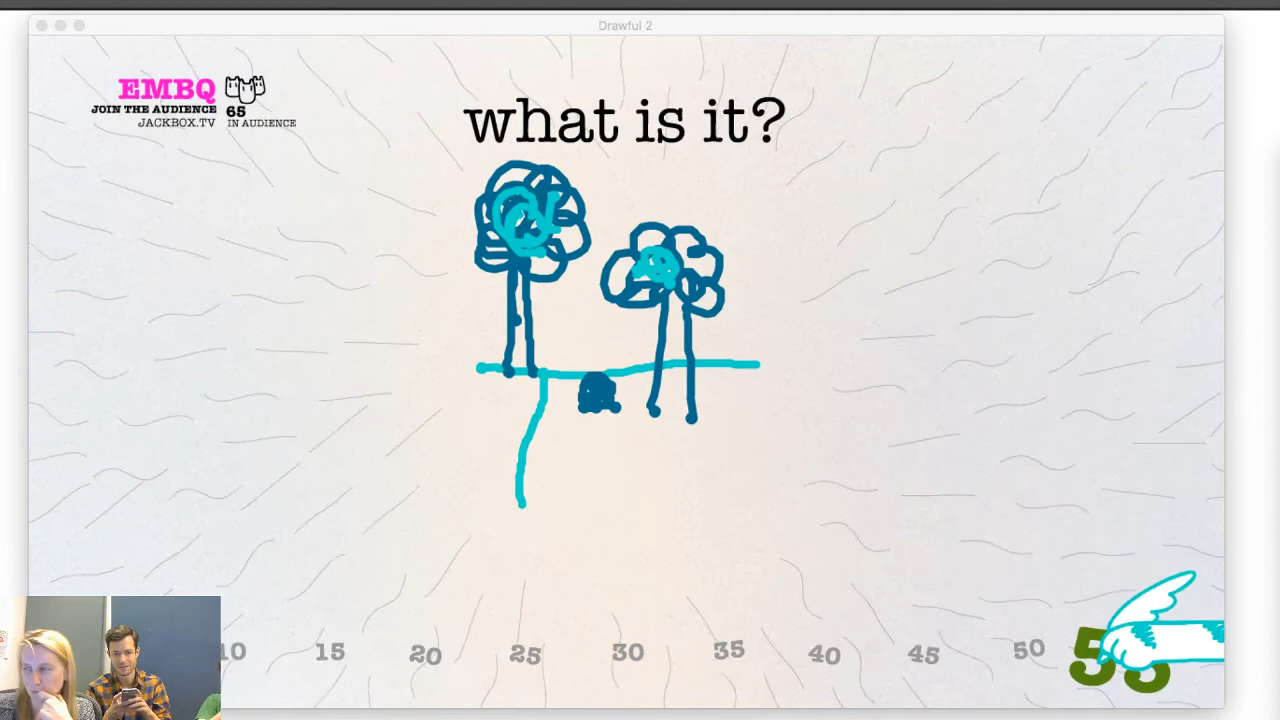 Drawful 2
EMBQ
JOIN THE AUDIENCE
JACKBOX.TV
65
IN AUDIENCE
what is it?
10 15 20 25 30 35 40 45 50